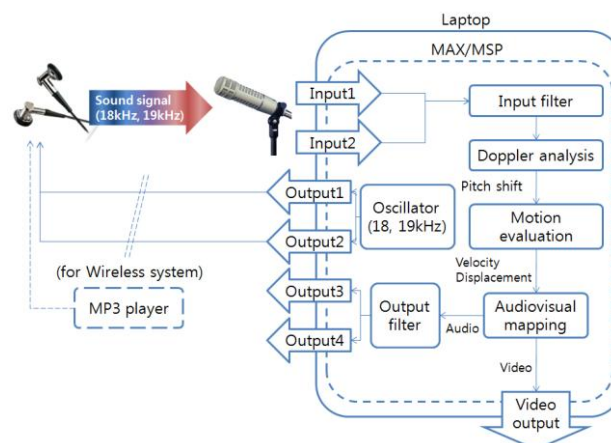 Laptop
MAX/MSP
Sound signal
(18kHz, 19kHz)
Input1
Input2
Input filter
Doppler analysis
Pitch shift
Motion
evaluation
Velocity
Displacement
Audiovisual
mapping
Audio
Video
Video
output
Output1
Output2
Oscillator
(18, 19kHz)
Output3
Output4
Output
filter
(for Wireless system)
MP3 player